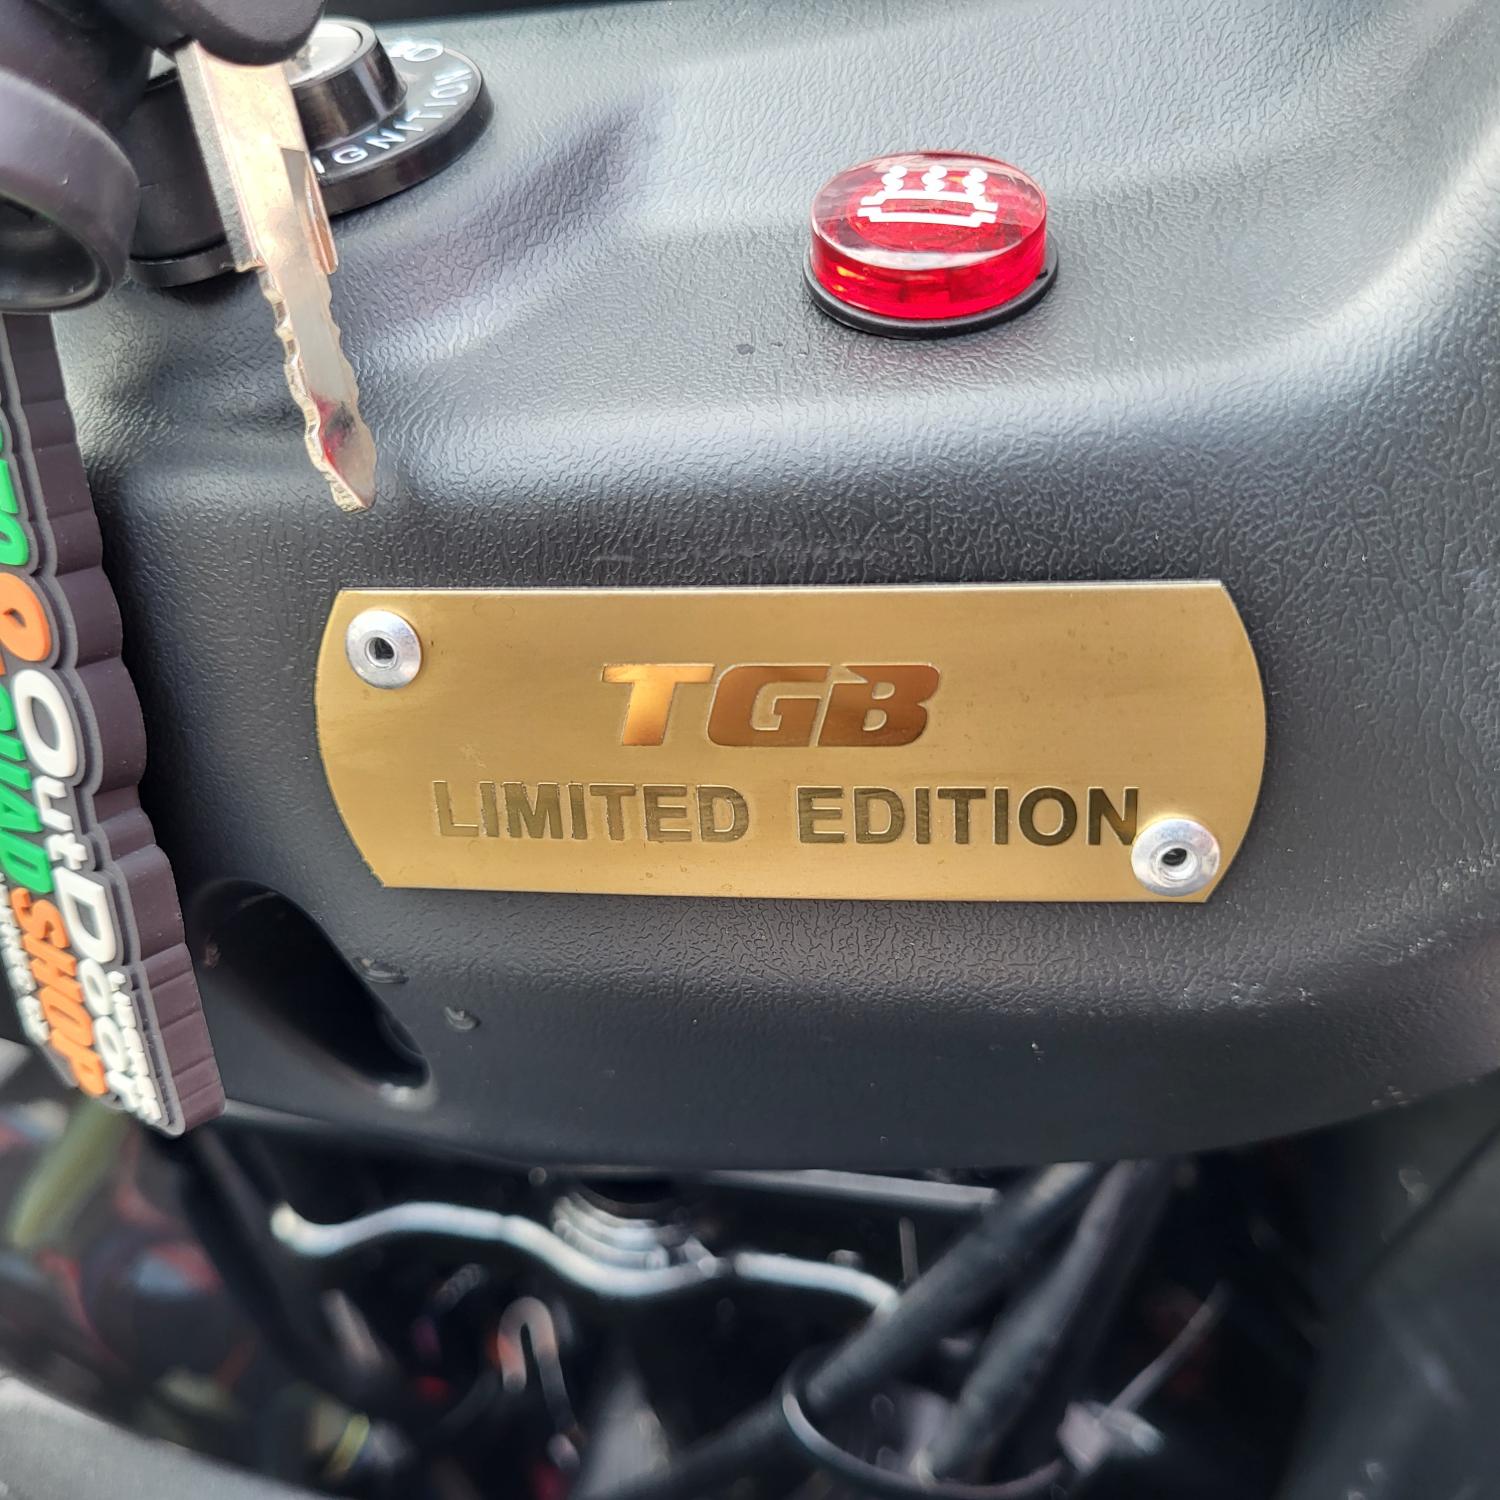 IGNITION
TGB
LIMITED EDITION
OutDoor
QUAD SHOP